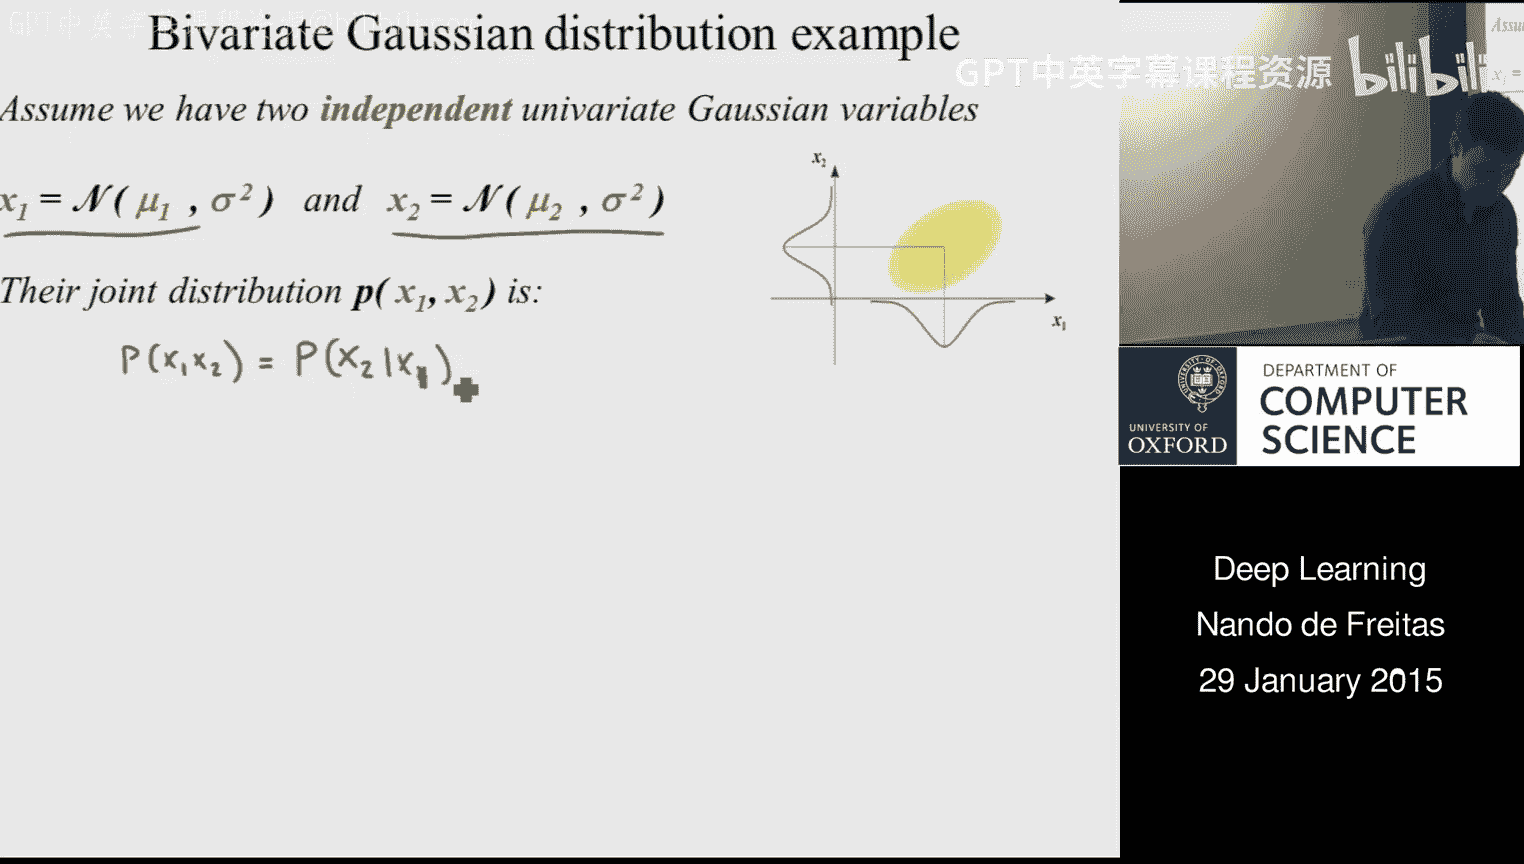 Bivariate Gaussian distribution example
GPT中英字幕课程资源 bilibili
Assume we have two independent univariate Gaussian variables
x₁ = 𝒩( μ₁ , σ² ) and x₂ = 𝒩( μ₂ , σ² )
x₂
x₁
Their joint distribution p( x₁, x₂ ) is:
P(x₁x₂) = P(x₂|x₁)
UNIVERSITY OF
OXFORD
DEPARTMENT OF
COMPUTER
SCIENCE
Deep Learning
Nando de Freitas
29 January 2015